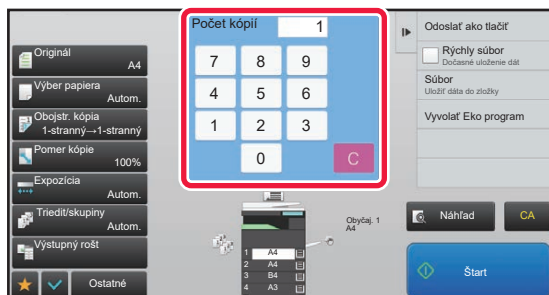 Originál
A4
Výber papiera
Autom.
Obojstr. kópia
1-stranný→1-stranný
Pomer kópie
100%
Expozícia
Autom.
Triediť/skupiny
Autom.
Výstupný rošt
Ostatné
Počet kópií 1
7 8 9
4 5 6
1 2 3
0 C
Obyčaj. 1
A4
1 A4
2 A4
3 B4
4 A3
Odoslať ako tlačiť
Rýchly súbor
Dočasné uloženie dát
Súbor
Uložiť dáta do zložky
Vyvolať Eko program
Náhľad
CA
Štart